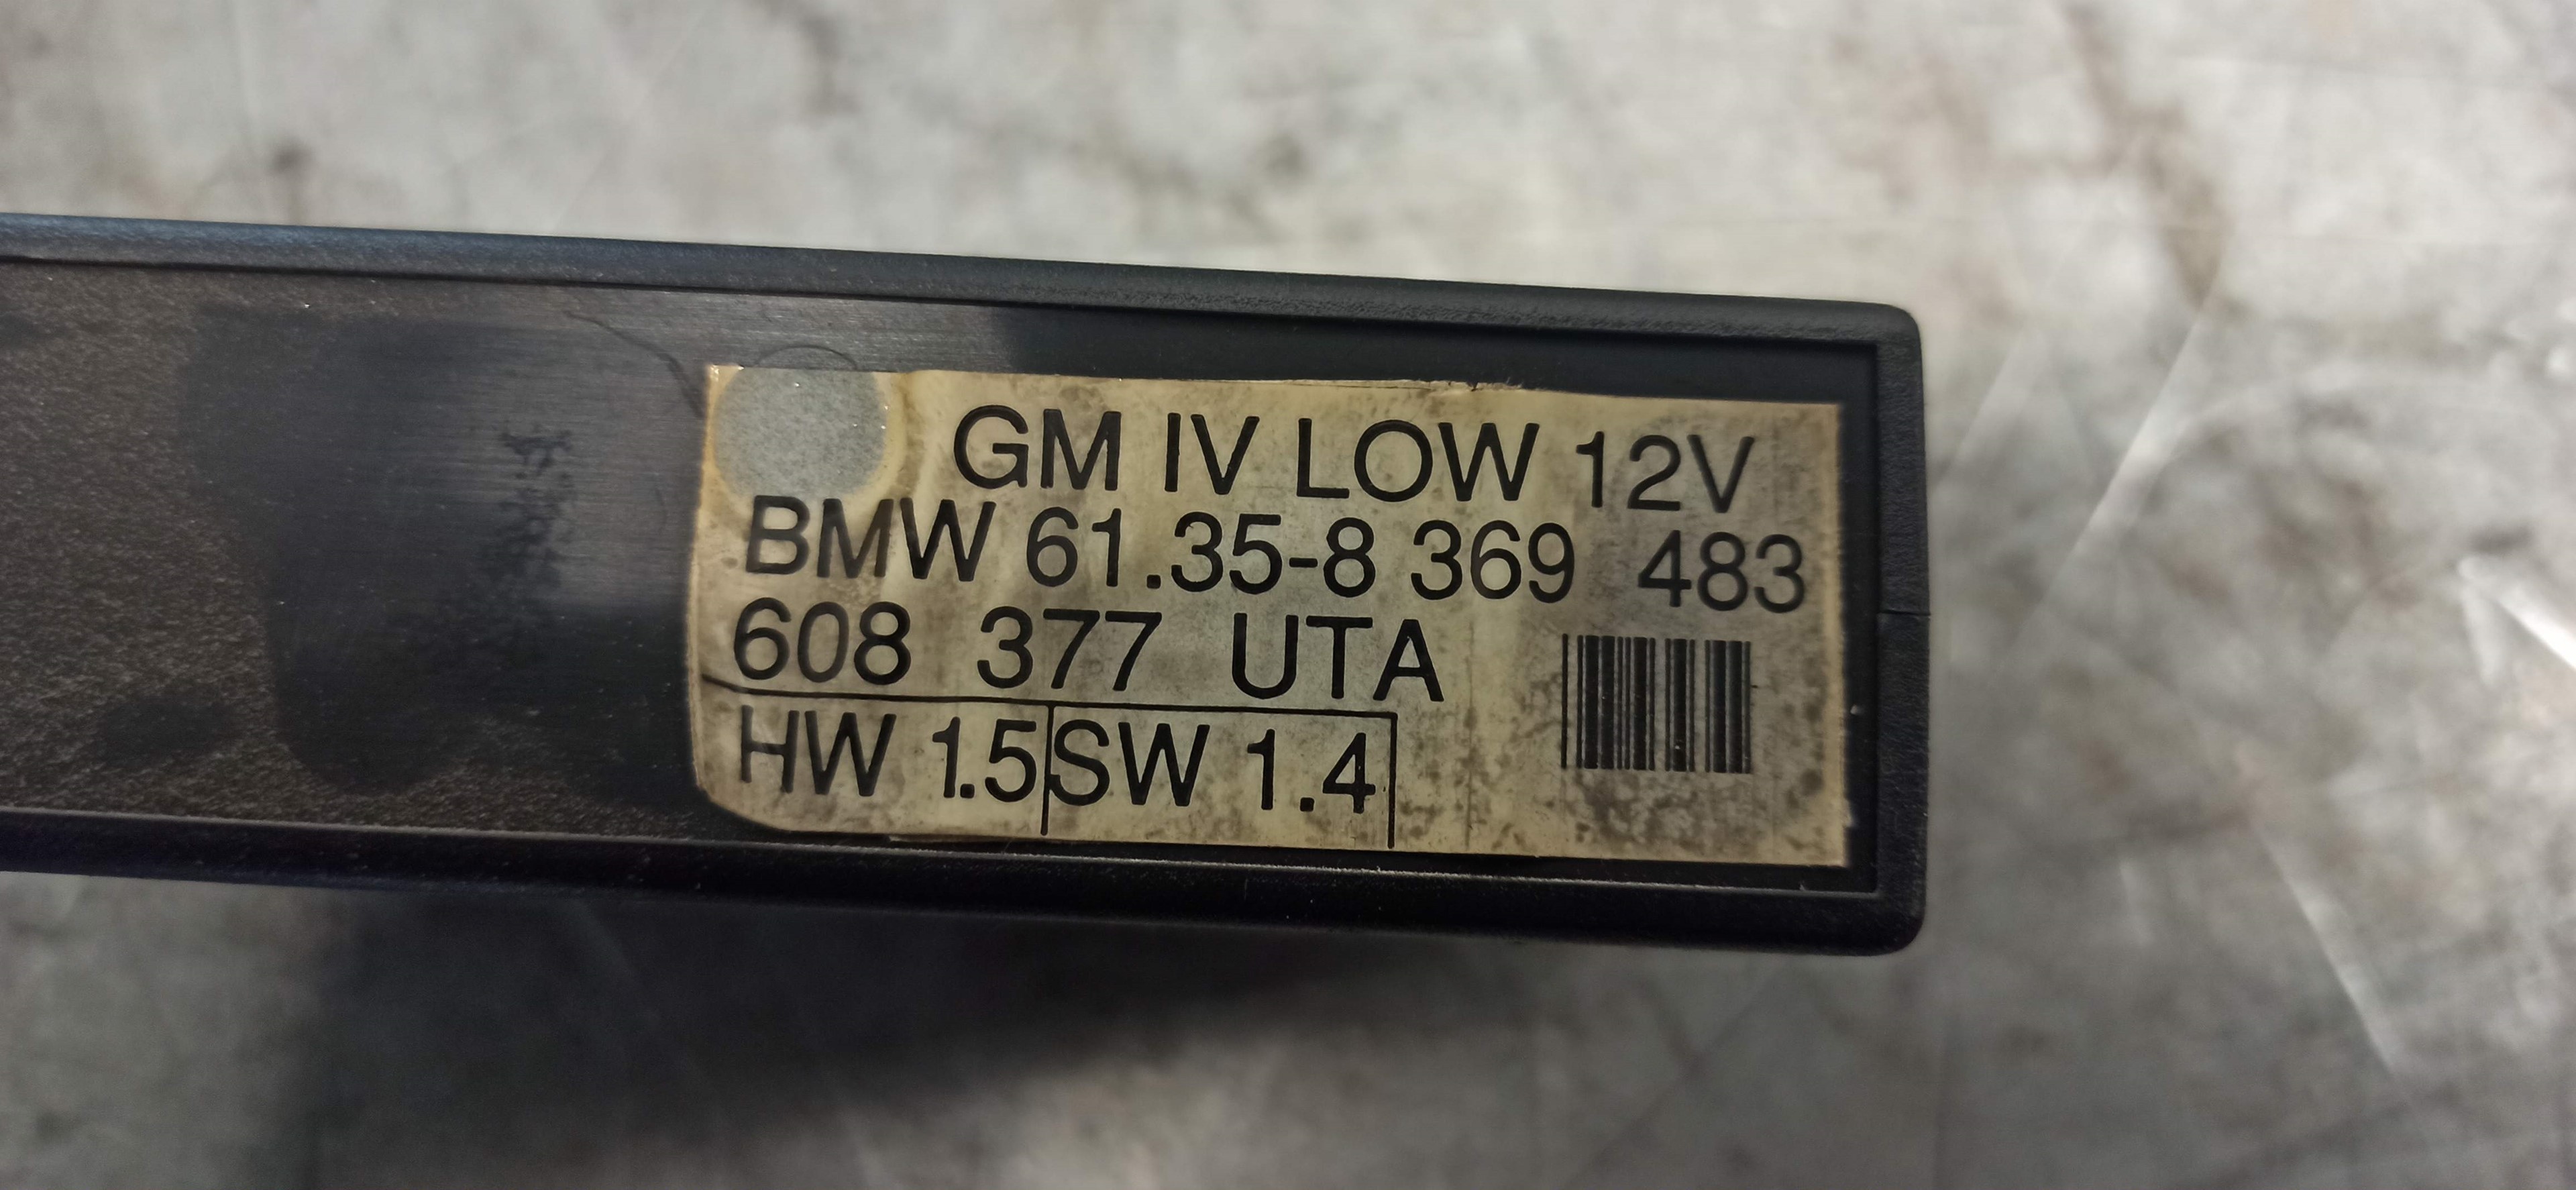 GM IV LOW 12V
BMW 61.35-8 369 483
608 377 UTA
HW 1.5 SW 1.4